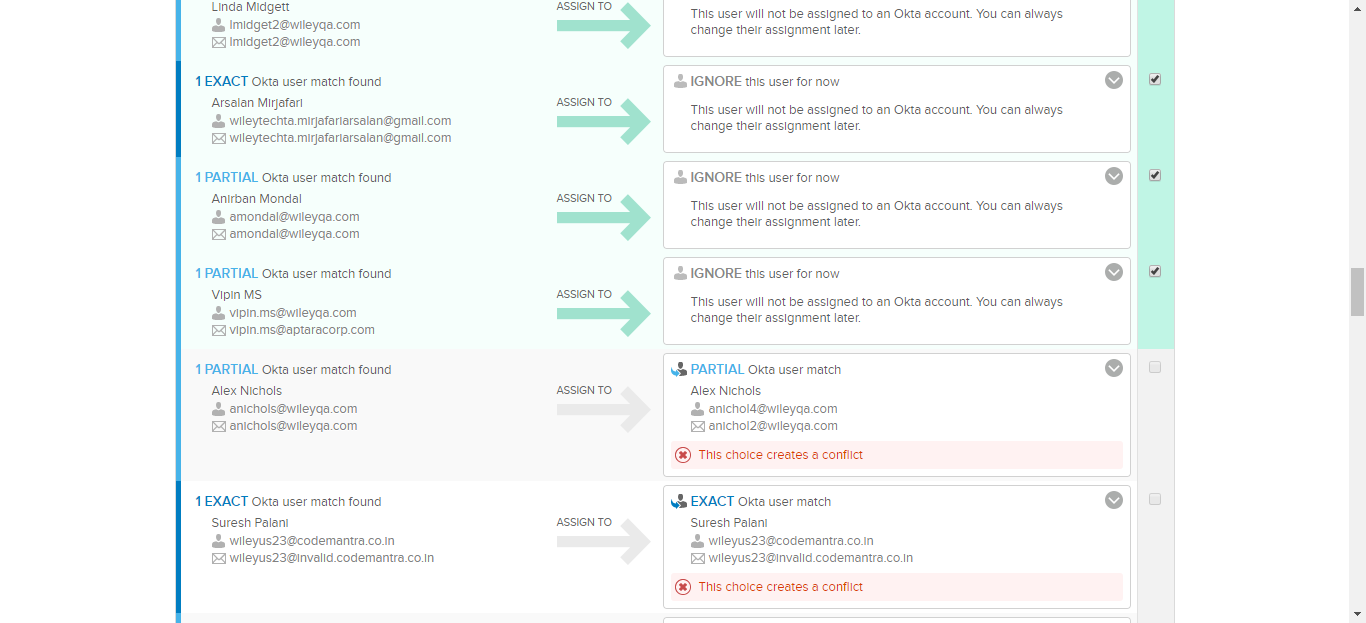 Linda Midgett
lmidget2@wileyqa.com
lmidget2@wileyqa.com
ASSIGN TO
This user will not be assigned to an Okta account. You can always
change their assignment later.
1 EXACT Okta user match found
Arsalan Mirjafari
wileytechta.mirjafariarsalan@gmail.com
wileytechta.mirjafariarsalan@gmail.com
ASSIGN TO
IGNORE this user for now
This user will not be assigned to an Okta account. You can always
change their assignment later.
1 PARTIAL Okta user match found
Anirban Mondal
amondal@wileyqa.com
amondal@wileyqa.com
ASSIGN TO
IGNORE this user for now
This user will not be assigned to an Okta account. You can always
change their assignment later.
1 PARTIAL Okta user match found
Vipin MS
vipin.ms@wileyqa.com
vipin.ms@aptaracorp.com
ASSIGN TO
IGNORE this user for now
This user will not be assigned to an Okta account. You can always
change their assignment later.
1 PARTIAL Okta user match found
Alex Nichols
anichols@wileyqa.com
anichols@wileyqa.com
ASSIGN TO
PARTIAL Okta user match
Alex Nichols
anichol4@wileyqa.com
anichol2@wileyqa.com
This choice creates a conflict
1 EXACT Okta user match found
Suresh Palani
wileyus23@codemantra.co.in
wileyus23@invalid.codemantra.co.in
ASSIGN TO
EXACT Okta user match
Suresh Palani
wileyus23@codemantra.co.in
wileyus23@invalid.codemantra.co.in
This choice creates a conflict